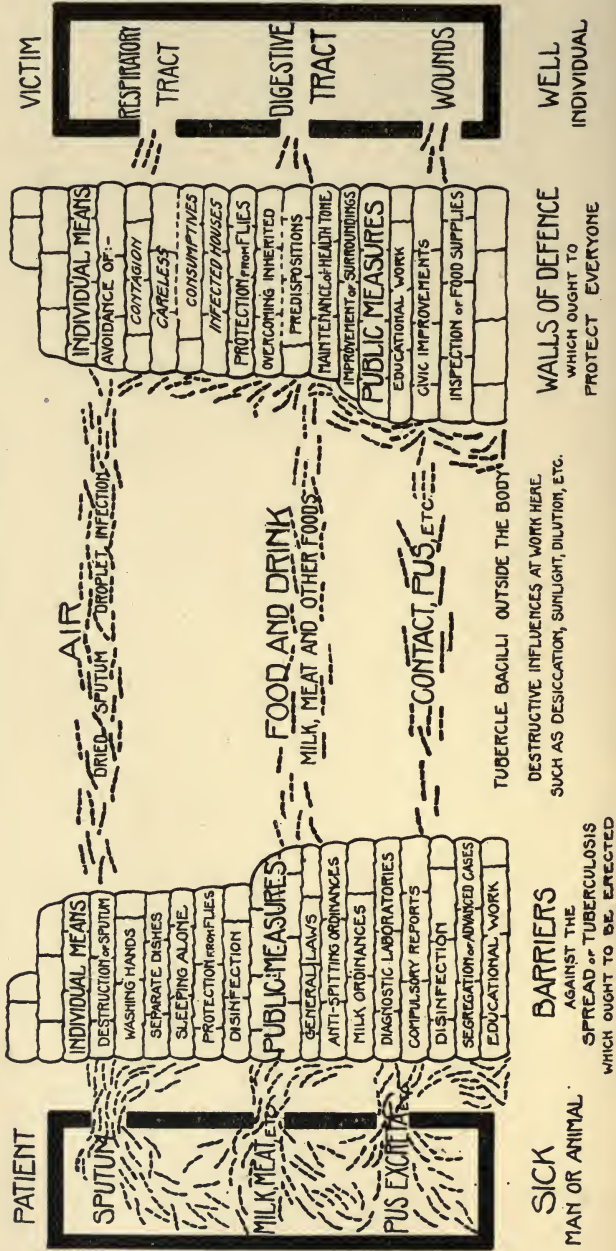 PATIENT
SPUTUM
MILK, MEAT, ETC.
PUS EXCRETA ETC.
SICK
MAN OR ANIMAL
INDIVIDUAL MEANS
DESTRUCTION OF SPUTUM
WASHING HANDS
SEPARATE DISHES
SLEEPING ALONE
PROTECTION FROM FLIES
DISINFECTION
PUBLIC MEASURES
GENERAL LAWS
ANTI-SPITTING ORDINANCES
MILK ORDINANCES
DIAGNOSTIC LABORATORIES
COMPULSORY REPORTS
DISINFECTION
SEGREGATION OF ADVANCED CASES
EDUCATIONAL WORK
BARRIERS
AGAINST THE
SPREAD OF TUBERCULOSIS
WHICH OUGHT TO BE ERECTED
AIR
DRIED SPUTUM DROPLET INFECTION
FOOD AND DRINK
MILK, MEAT AND OTHER FOODS
CONTACT, PUS, ETC.
TUBERCLE BACILLI OUTSIDE THE BODY
DESTRUCTIVE INFLUENCES AT WORK HERE,
SUCH AS DESICCATION, SUNLIGHT, DILUTION, ETC.
INDIVIDUAL MEANS
AVOIDANCE OF:-
CONTAGION
CARELESS
CONSUMPTIVES
INFECTED HOUSES
PROTECTION FROM FLIES
OVERCOMING INHERITED
PREDISPOSITIONS
MAINTENANCE OF HEALTH TONE
IMPROVEMENT OF SURROUNDINGS
PUBLIC MEASURES
EDUCATIONAL WORK
CIVIC IMPROVEMENTS
INSPECTION OF FOOD SUPPLIES
WALLS OF DEFENCE
WHICH OUGHT TO
PROTECT EVERYONE
VICTIM
RESPIRATORY
TRACT
DIGESTIVE
TRACT
WOUNDS
WELL
INDIVIDUAL